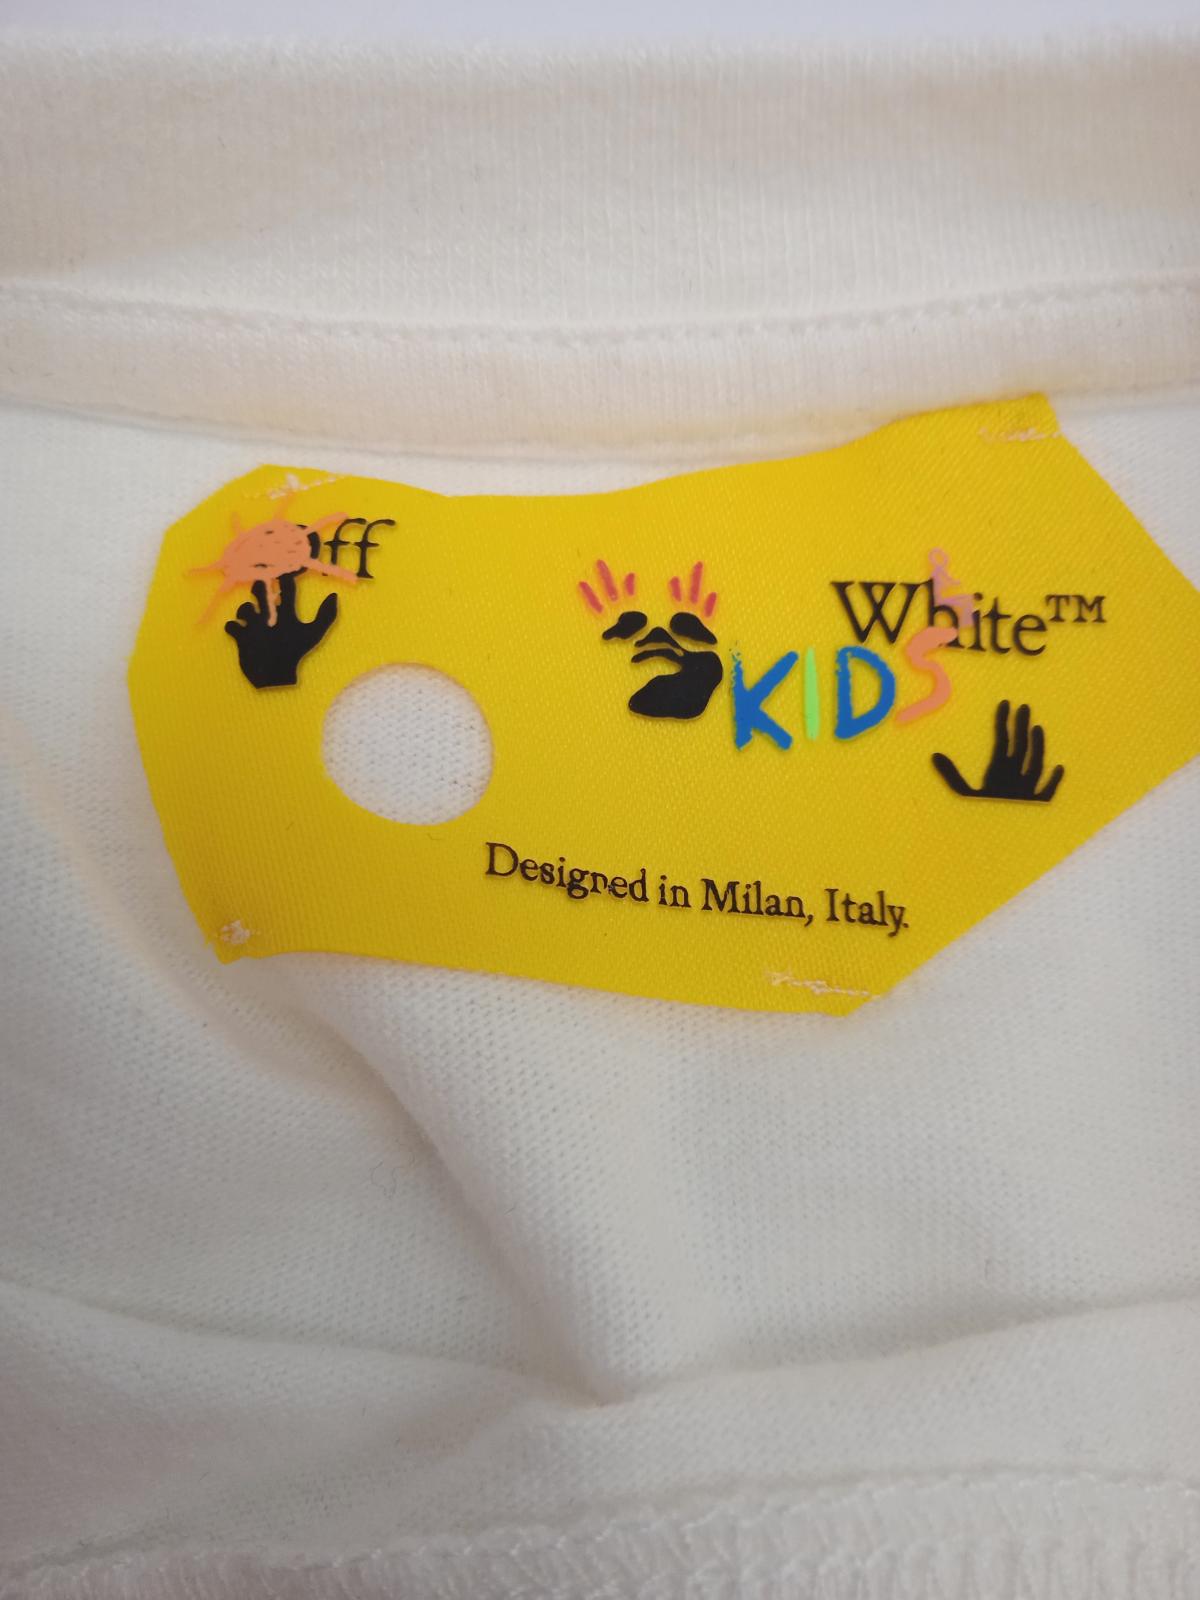 Off
White™
KIDS
Designed in Milan, Italy.